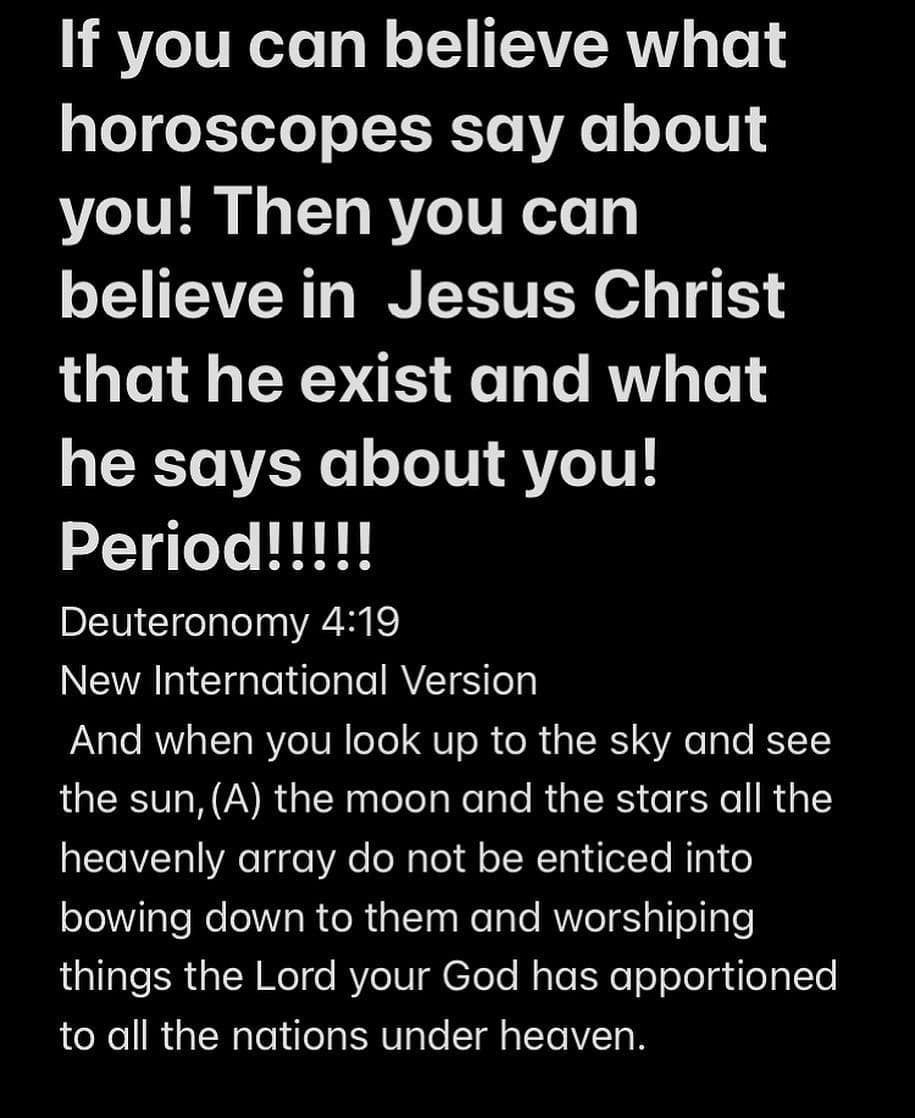 If you can believe what
horoscopes say about
you! Then you can
believe in  Jesus Christ
that he exist and what
he says about you!
Period!!!!!
Deuteronomy 4:19
New International Version
And when you look up to the sky and see
the sun,(A) the moon and the stars all the
heavenly array do not be enticed into
bowing down to them and worshiping
things the Lord your God has apportioned
to all the nations under heaven.